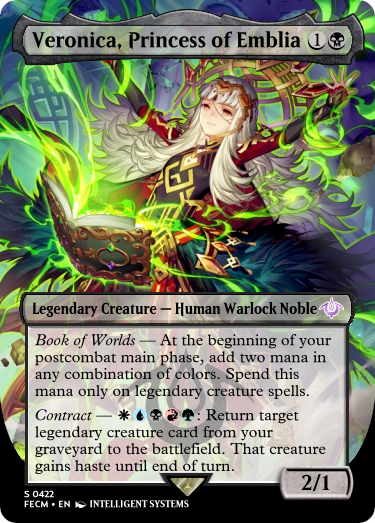 Veronica, Princess of Emblia 1
Legendary Creature — Human Warlock Noble
Book of Worlds — At the beginning of your
postcombat main phase, add two mana in
any combination of colors. Spend this
mana only on legendary creature spells.
Contract — : Return target
legendary creature card from your
graveyard to the battlefield. That creature
gains haste until end of turn.
2/1
S 0422
FECM • EN INTELLIGENT SYSTEMS